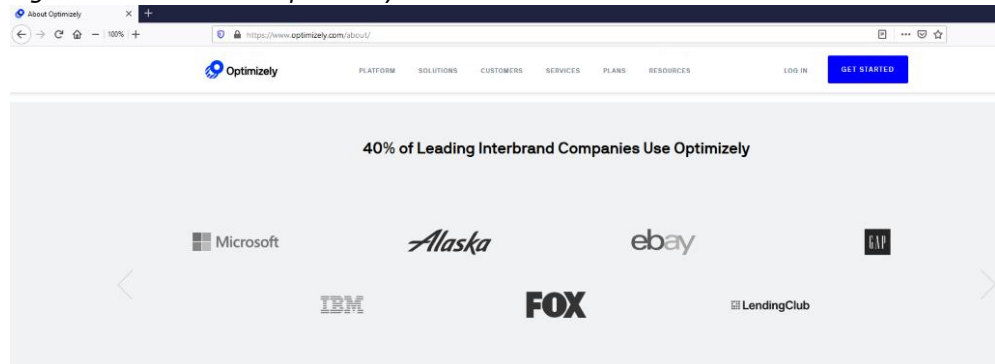 About Optimizely
100%
https://www.optimizely.com/about/
Optimizely PLATFORM SOLUTIONS CUSTOMERS SERVICES PLANS RESOURCES LOG IN GET STARTED
40% of Leading Interbrand Companies Use Optimizely
Microsoft Alaska ebay GAP
IBM FOX LendingClub